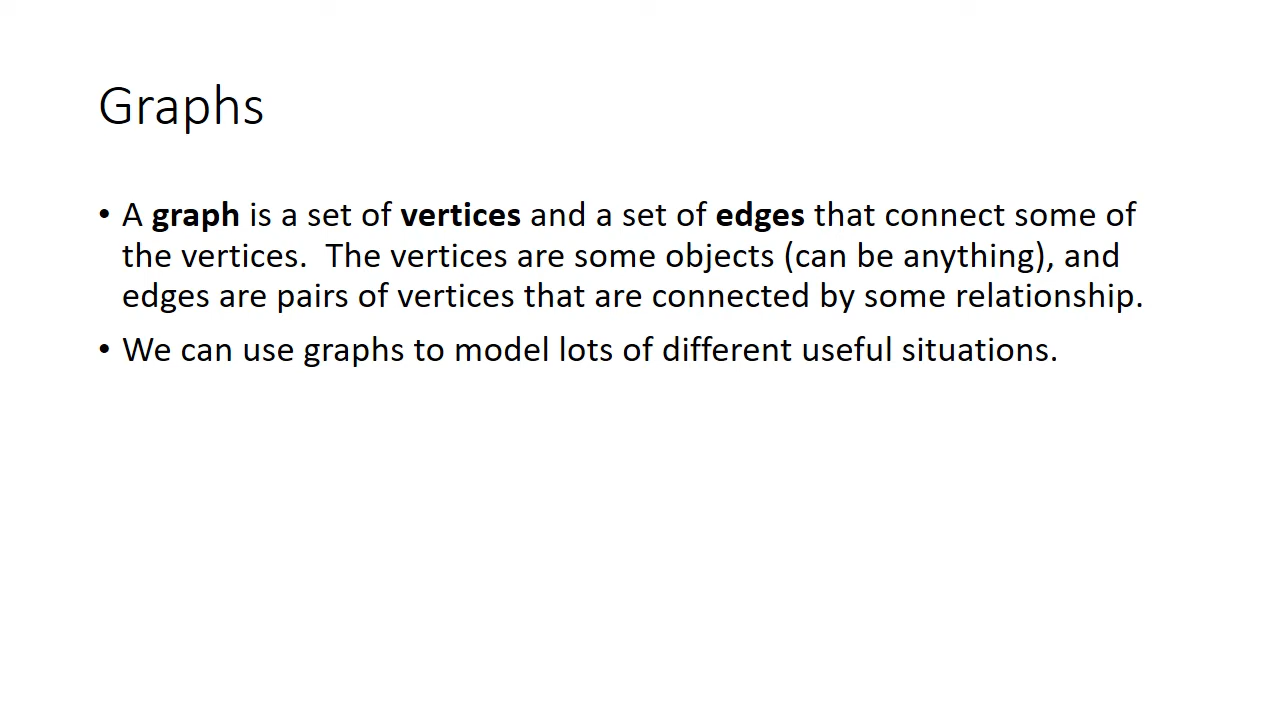 Graphs
• A graph is a set of vertices and a set of edges that connect some of
the vertices.  The vertices are some objects (can be anything), and
edges are pairs of vertices that are connected by some relationship.
• We can use graphs to model lots of different useful situations.